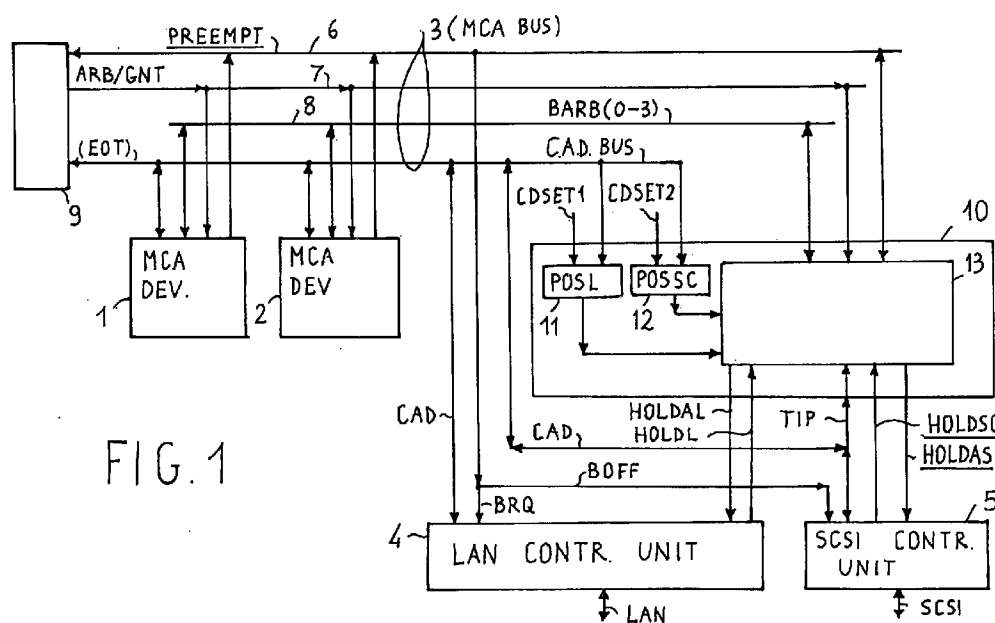 PREEMPT
6
3 (MCA BUS)
ARB/GNT
7
8
BARB(0-3)
(EOT)
C.A.D. BUS
9
CDSET1
CDSET2
10
MCA
DEV.
1
MCA
DEV
2
POSL
11
POSSC
12
13
CAD
CAD
HOLDAL
HOLDL
TIP
HOLDSC
HOLDAS
FIG. 1
BOFF
BRQ
4
LAN CONTR. UNIT
5
SCSI CONTR.
UNIT
LAN
SCSI